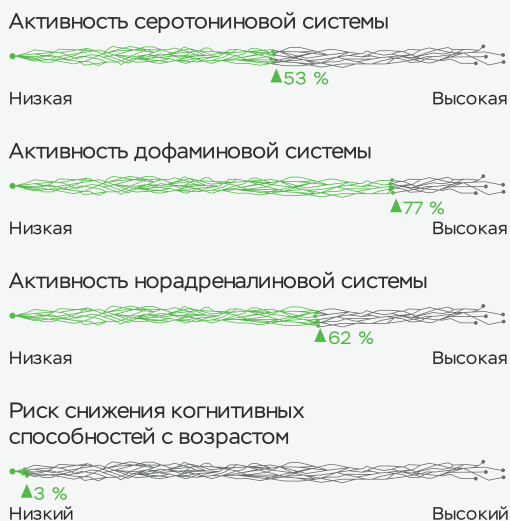 Активность серотониновой системы
53 %
Низкая Высокая
Активность дофаминовой системы
77 %
Низкая Высокая
Активность норадреналиновой системы
62 %
Низкая Высокая
Риск снижения когнитивных
способностей с возрастом
3 %
Низкий Высокий